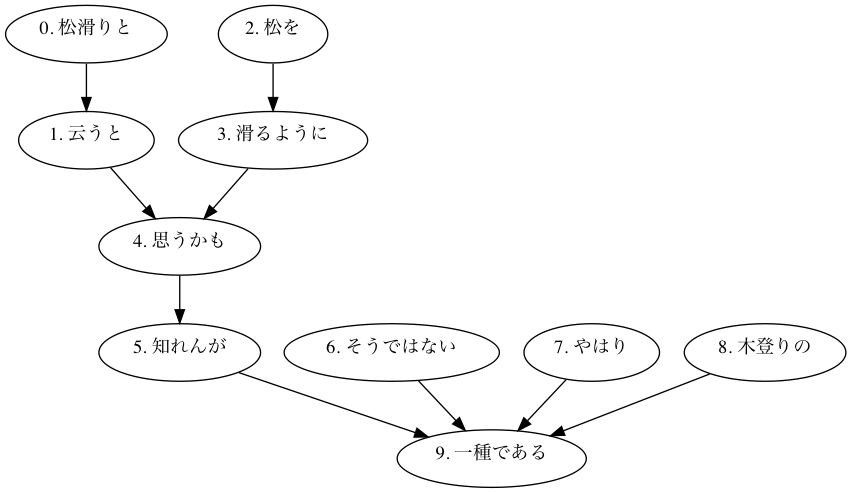 0. 松滑りと
2. 松を
1. 云うと
3. 滑るように
4. 思うかも
5. 知れんが
6. そうではない
7. やはり
8. 木登りの
9. 一種である